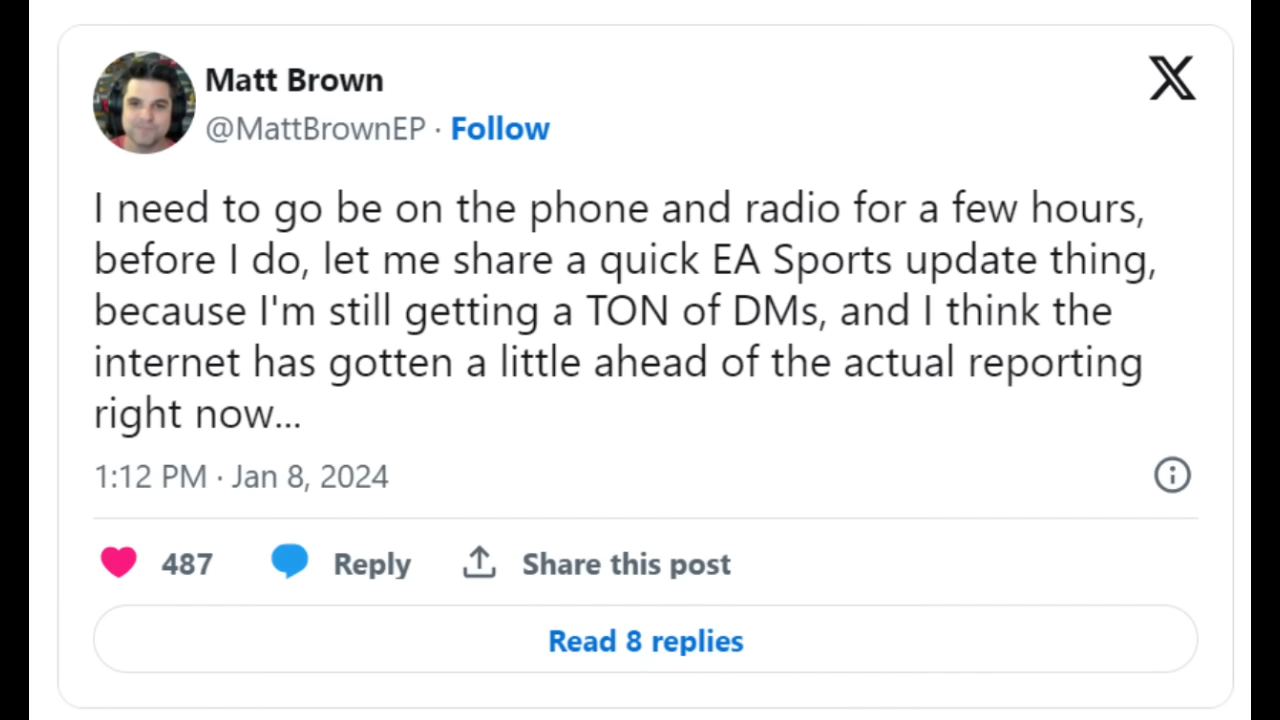 Matt Brown
@MattBrownEP · Follow
I need to go be on the phone and radio for a few hours,
before I do, let me share a quick EA Sports update thing,
because I'm still getting a TON of DMs, and I think the
internet has gotten a little ahead of the actual reporting
right now...
1:12 PM · Jan 8, 2024
487 Reply Share this post
Read 8 replies